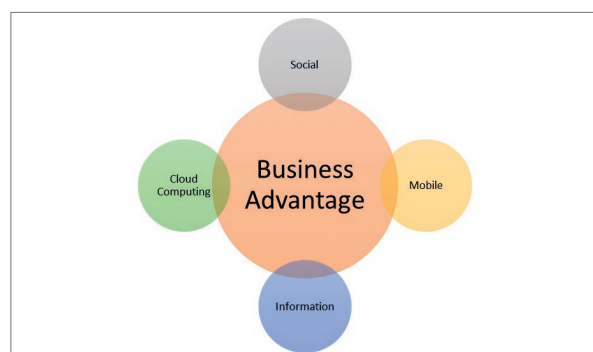 Social
Cloud
Computing
Business
Advantage
Mobile
Information